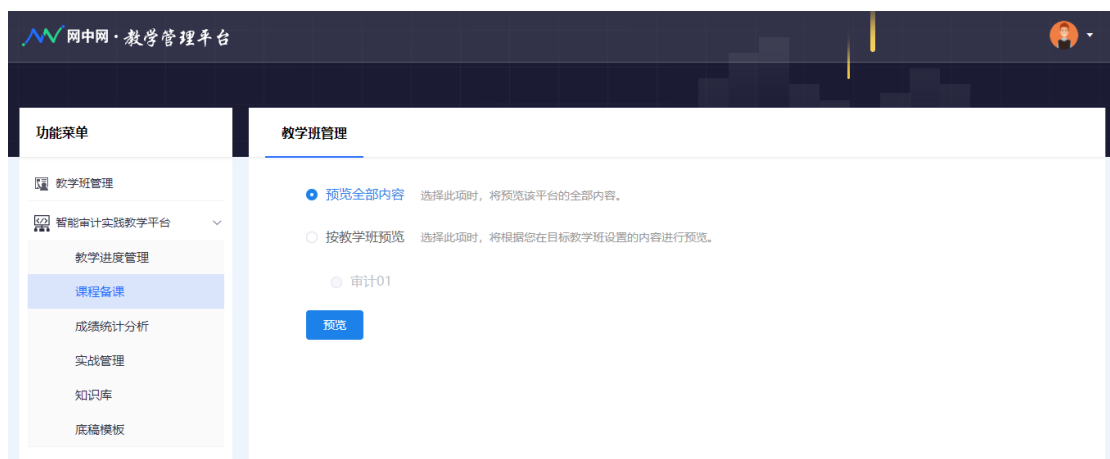 网中网·教学管理平台
功能菜单
教学班管理
智能审计实践教学平台
教学进度管理
课程备课
成绩统计分析
实战管理
知识库
底稿模板
教学班管理
预览全部内容 选择此项时，将预览该平台的全部内容。
按教学班预览 选择此项时，将根据您在目标教学班设置的内容进行预览。
审计01
预览